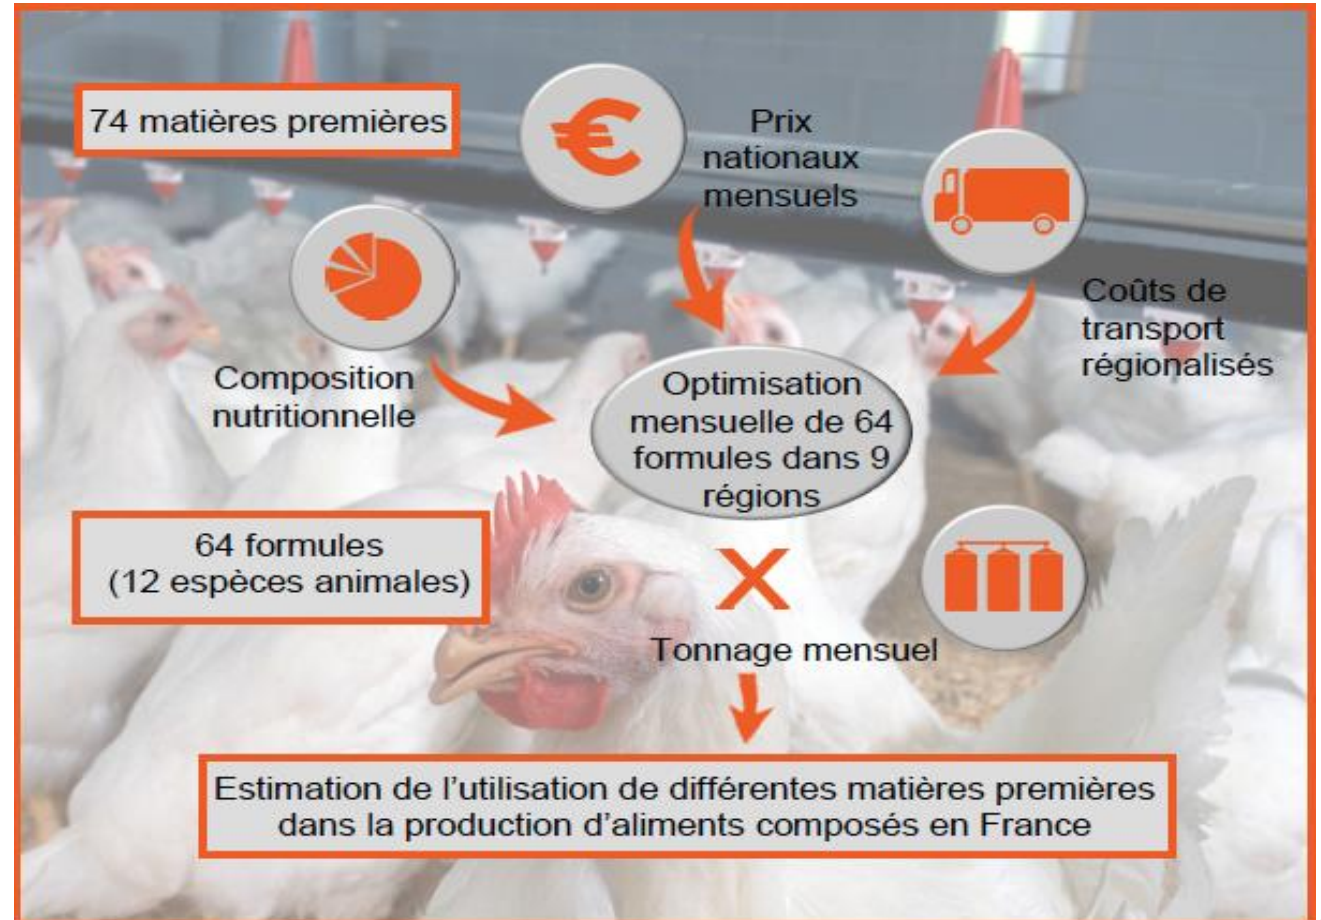 74 matières premières
Prix
nationaux
mensuels
Coûts de
transport
régionalisés
Composition
nutritionnelle
Optimisation
mensuelle de 64
formules dans 9
régions
64 formules
(12 espèces animales)
X
Tonnage mensuel
Estimation de l’utilisation de différentes matières premières
dans la production d’aliments composés en France